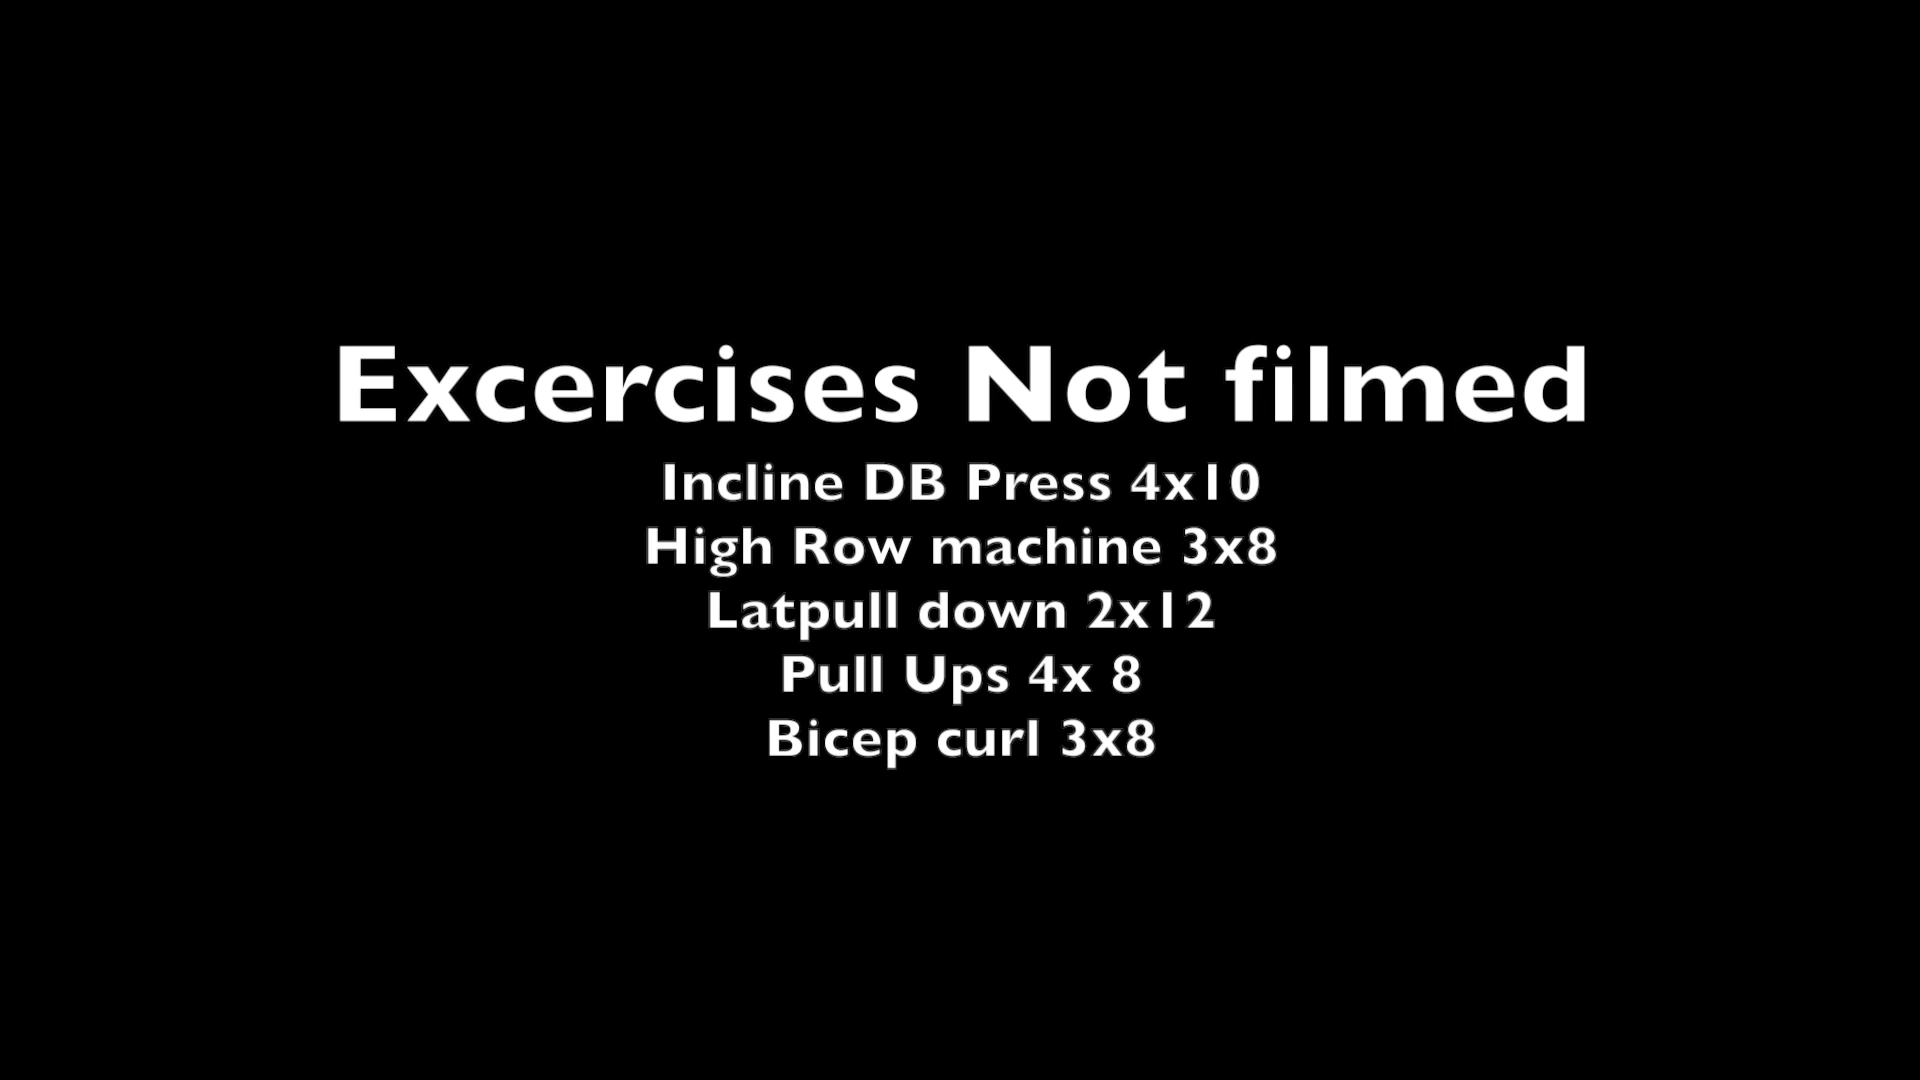 Excercises Not filmed
Incline DB Press 4x10
High Row machine 3x8
Latpull down 2x12
Pull Ups 4x 8
Bicep curl 3x8